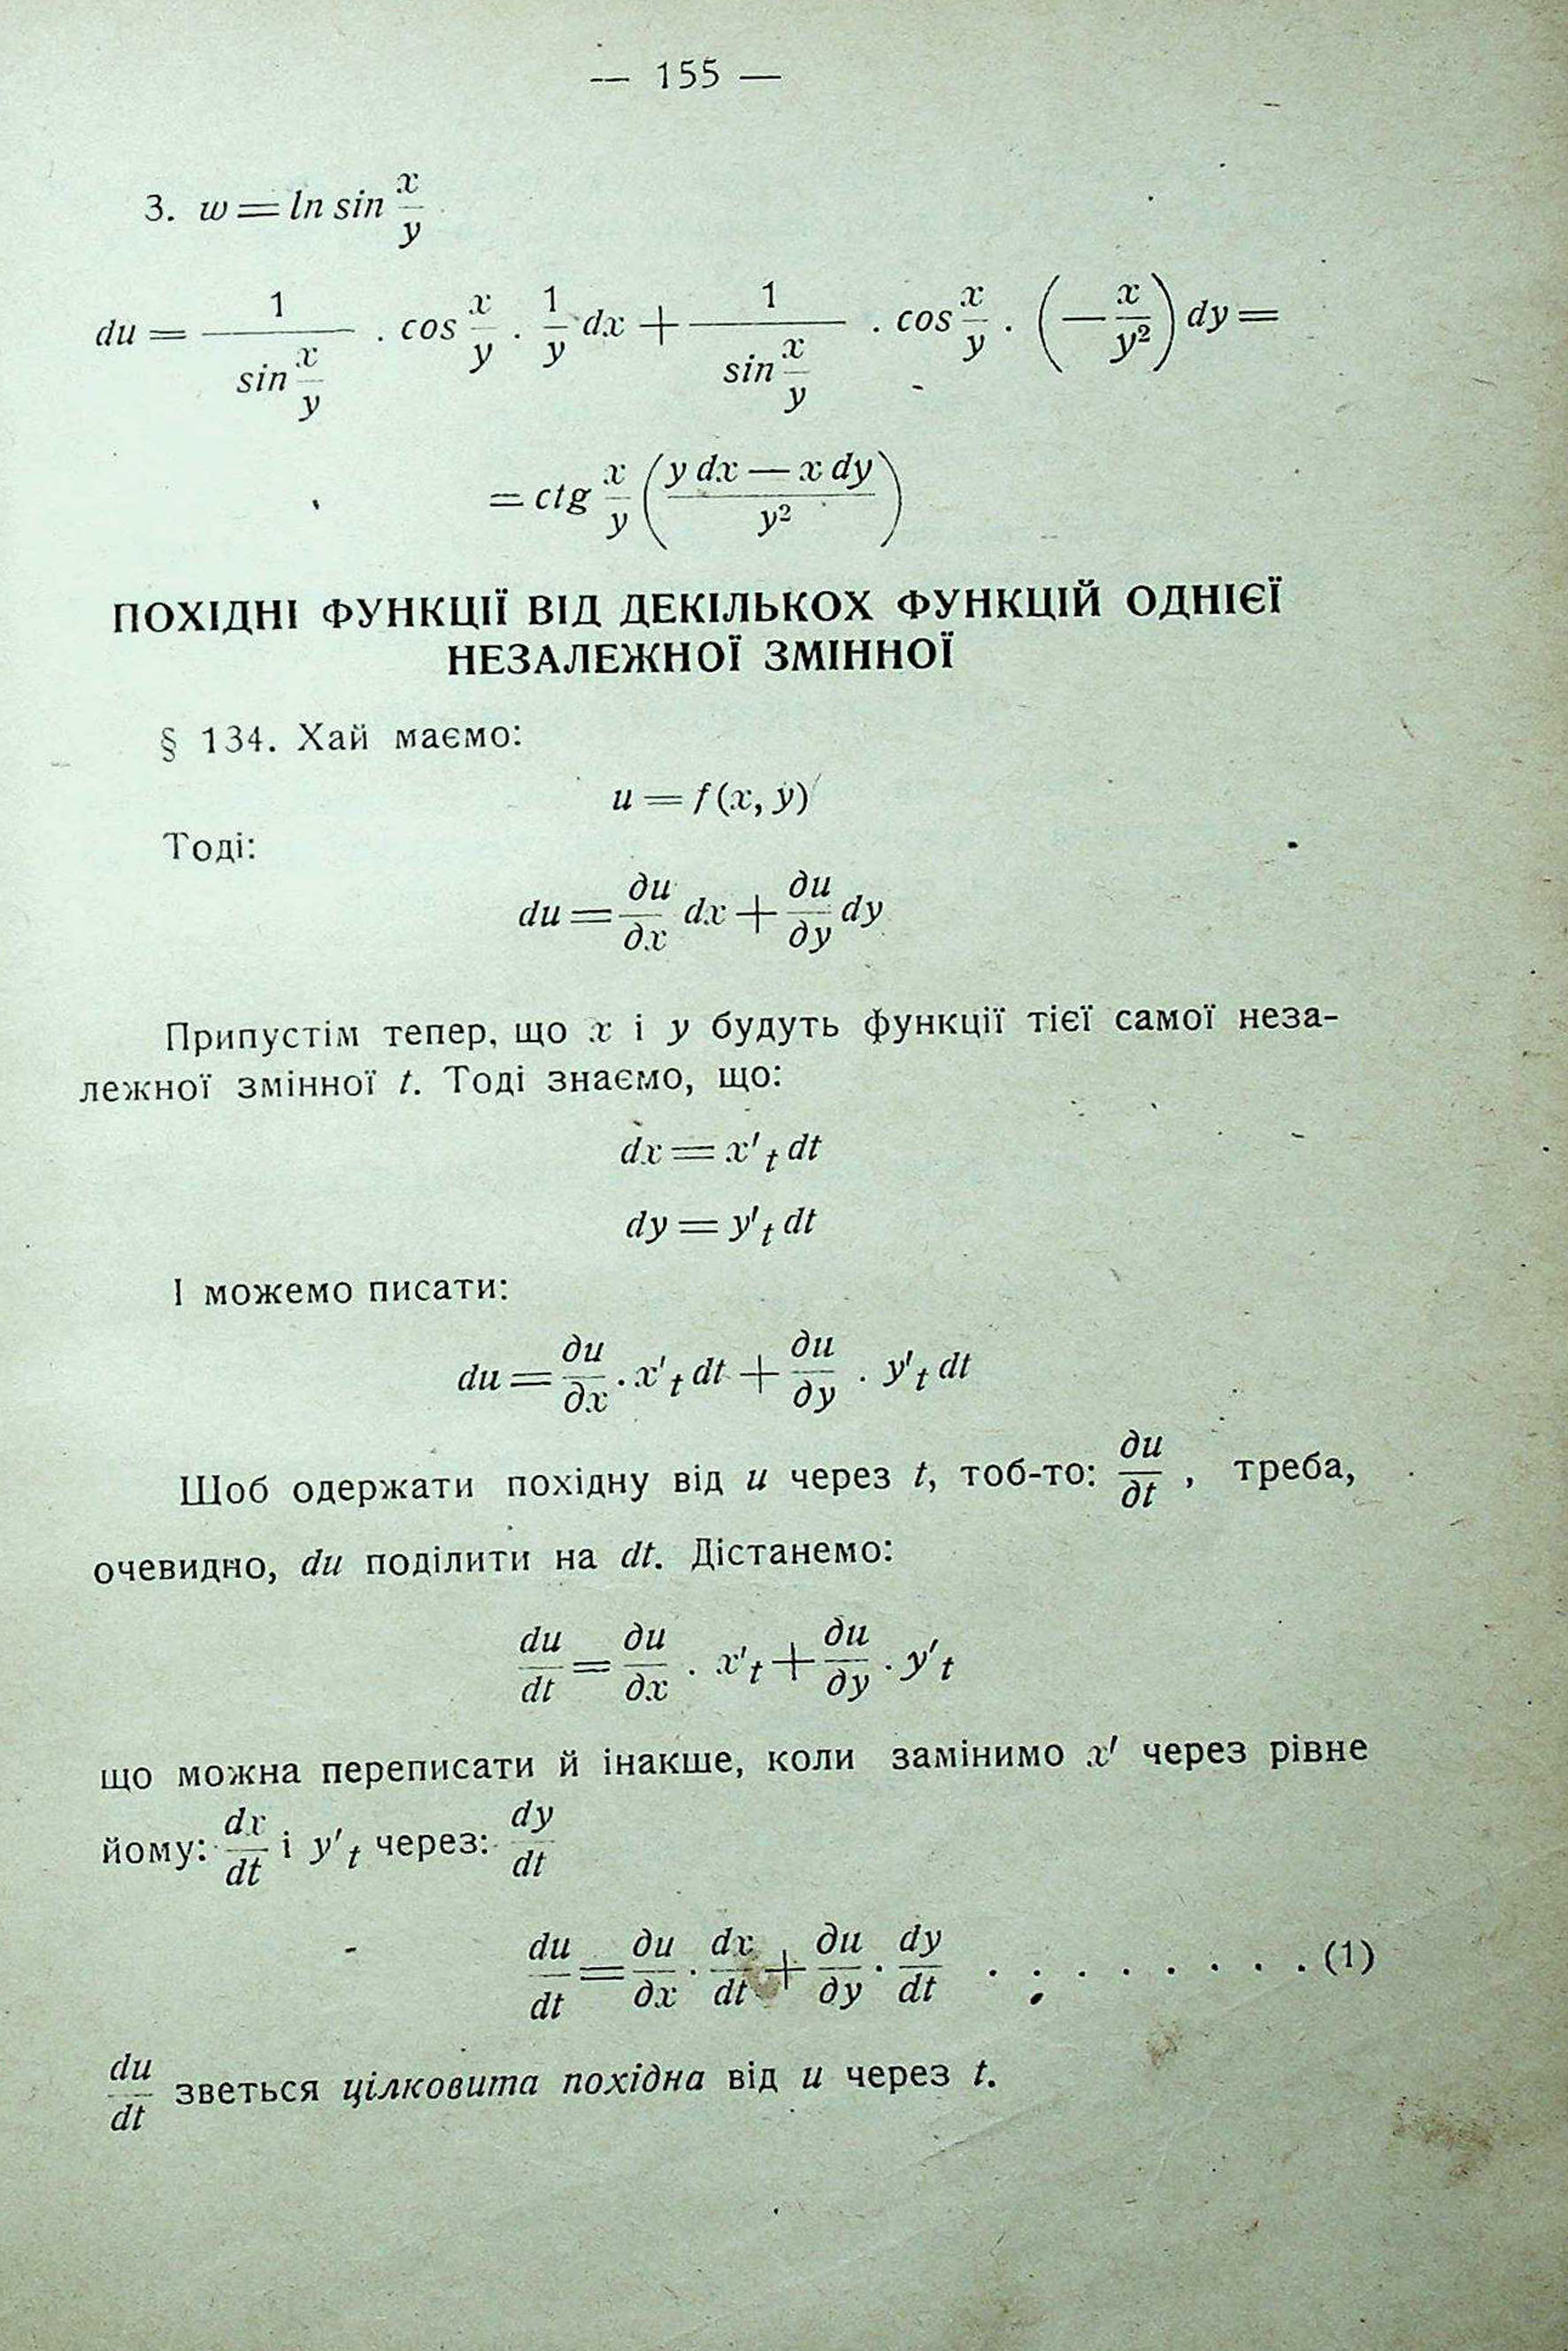 — 155 —
3. w = ln sin x/y
du = 1/(sin x/y) . cos x/y . 1/y dx + 1/(sin x/y) . cos x/y . (— x/y²) dy =
= ctg x/y ((y dx — x dy)/y²)
ПОХІДНІ ФУНКЦІЇ ВІД ДЕКІЛЬКОХ ФУНКЦІЙ ОДНІЄЇ
НЕЗАЛЕЖНОЇ ЗМІННОЇ
§ 134. Хай маємо:
u = f (x, y)
Тоді:
du = ∂u/∂x dx + ∂u/∂y dy
Припустім тепер, що x і y будуть функції тієї самої неза-
лежної змінної t. Тоді знаємо, що:
dx = x′t dt
dy = y′t dt
І можемо писати:
du = ∂u/∂x . x′t dt + ∂u/∂y . y′t dt
Щоб одержати похідну від u через t, тоб-то: ∂u/∂t , треба,
очевидно, du поділити на dt. Дістанемо:
du/dt = ∂u/∂x . x′t + ∂u/∂y . y′t
що можна переписати й інакше, коли замінимо x′ через рівне
йому: dx/dt і y′t через: dy/dt
du/dt = ∂u/∂x . dx/dt + ∂u/∂y . dy/dt . . . . . . . . (1)
du/dt зветься цілковита похідна від u через t.